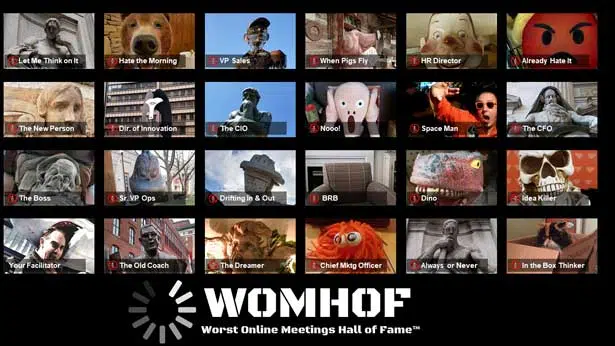 Let Me Think on It
Hate the Morning
VP Sales
When Pigs Fly
HR Director
Already Hate It
The New Person
Dir. of Innovation
The CIO
Nooo!
Space Man
The CFO
The Boss
Sr. VP Ops
Drifting In & Out
BRB
Dino
Idea Killer
Your Facilitator
The Old Coach
The Dreamer
Chief Mktg Officer
Always or Never
In the Box Thinker
WOMHOF
Worst Online Meetings Hall of Fame™